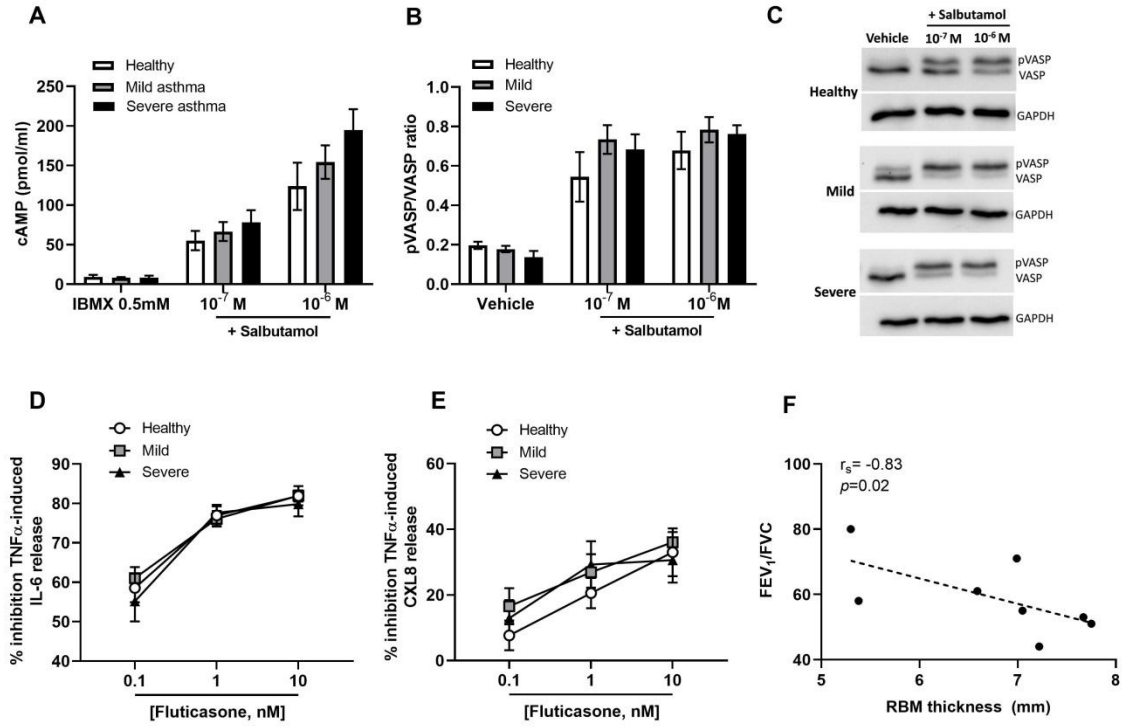 A
Healthy
Mild asthma
Severe asthma
cAMP (pmol/ml)
250
200
150
100
50
0
IBMX 0.5mM
10⁻⁷ M
10⁻⁶ M
+ Salbutamol
B
Healthy
Mild
Severe
pVASP/VASP ratio
1.0
0.8
0.6
0.4
0.2
0.0
Vehicle
10⁻⁷ M
10⁻⁶ M
+ Salbutamol
C
+ Salbutamol
Vehicle
10⁻⁷ M
10⁻⁶ M
pVASP
VASP
Healthy
GAPDH
pVASP
VASP
Mild
GAPDH
pVASP
VASP
Severe
GAPDH
D
Healthy
Mild
Severe
% inhibition TNFα-induced
IL-6 release
90
80
70
60
50
40
0.1
1
10
[Fluticasone, nM]
E
Healthy
Mild
Severe
% inhibition TNFα-induced
CXL8 release
60
40
20
0
0.1
1
10
[Fluticasone, nM]
F
rₛ= -0.83
p=0.02
FEV₁/FVC
100
80
60
40
5
6
7
8
RBM thickness (mm)